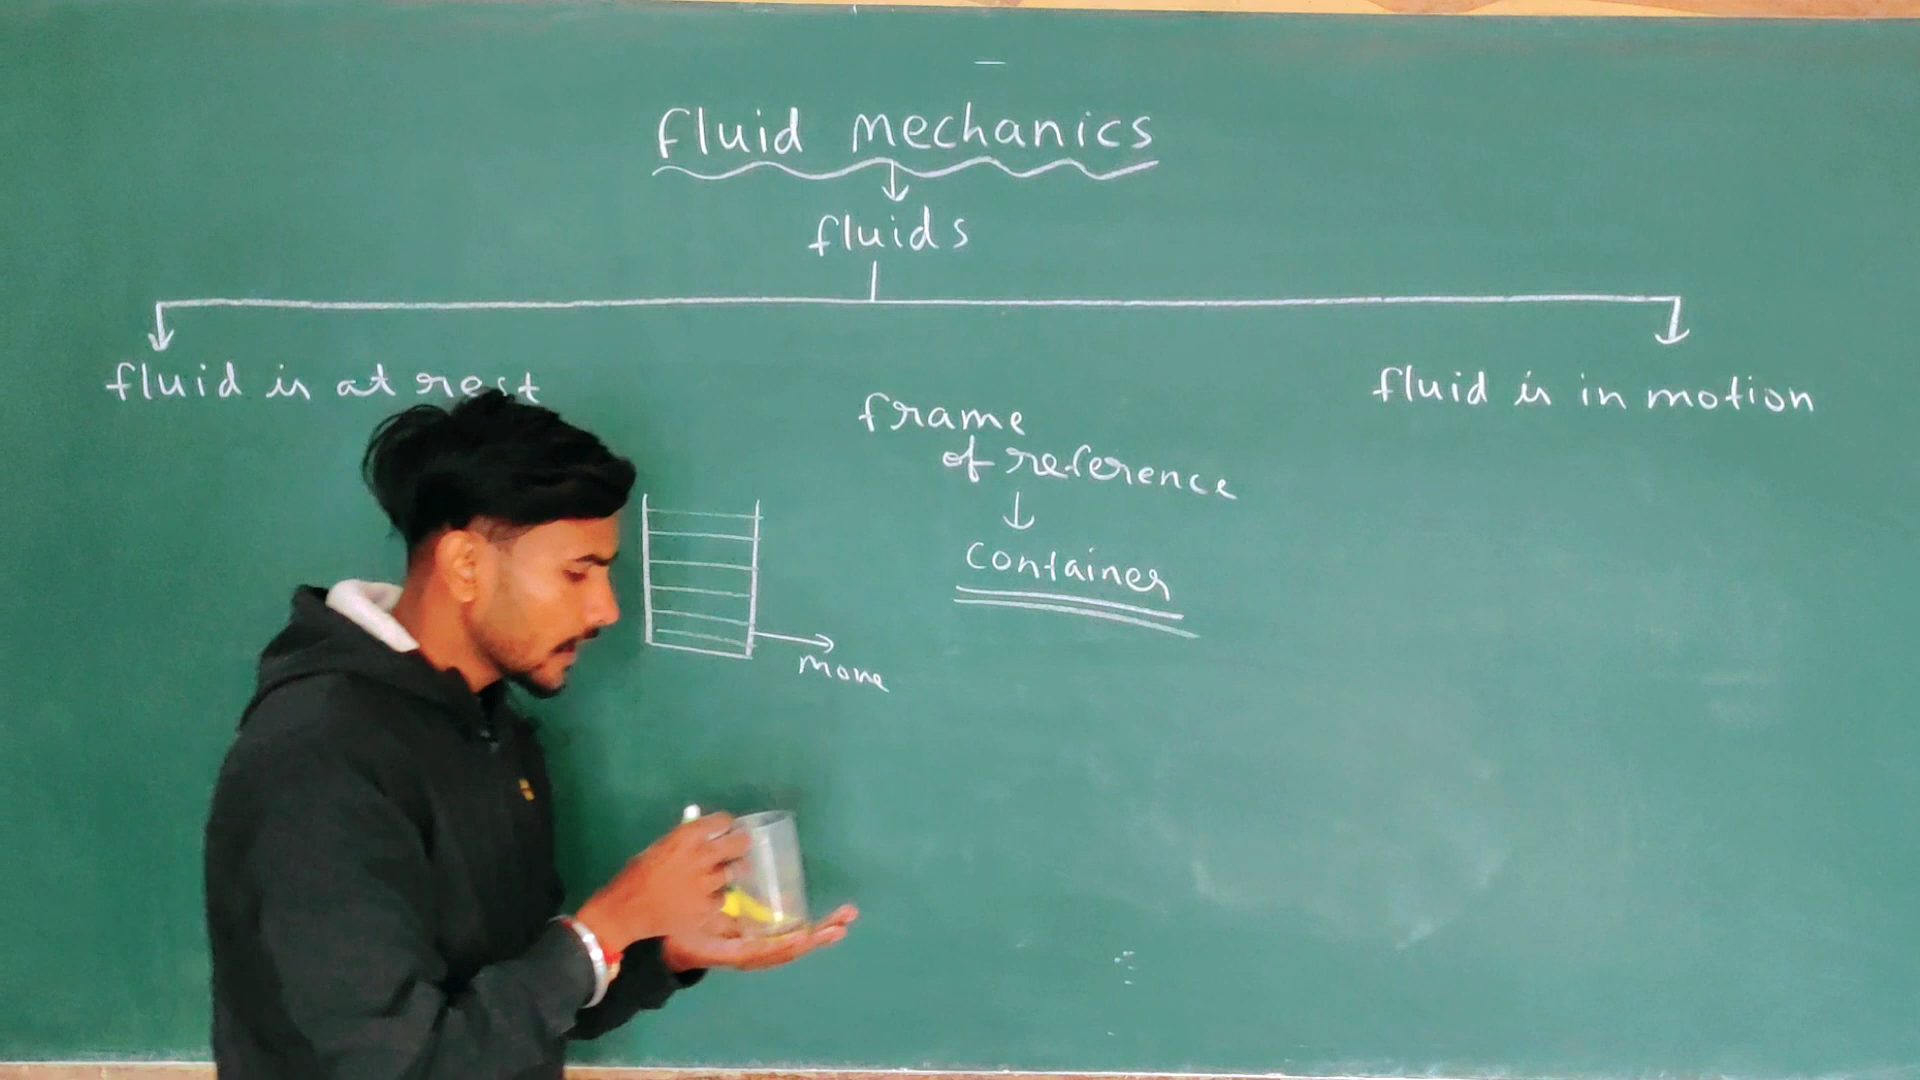 fluid mechanics
fluids
fluid is at rest
fluid is in motion
frame
of reference
container
move